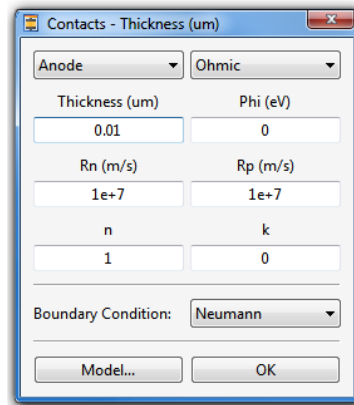 Contacts - Thickness (um)
Anode Ohmic
Thickness (um) Phi (eV)
0.01 0
Rn (m/s) Rp (m/s)
1e+7 1e+7
n k
1 0
Boundary Condition: Neumann
Model... OK